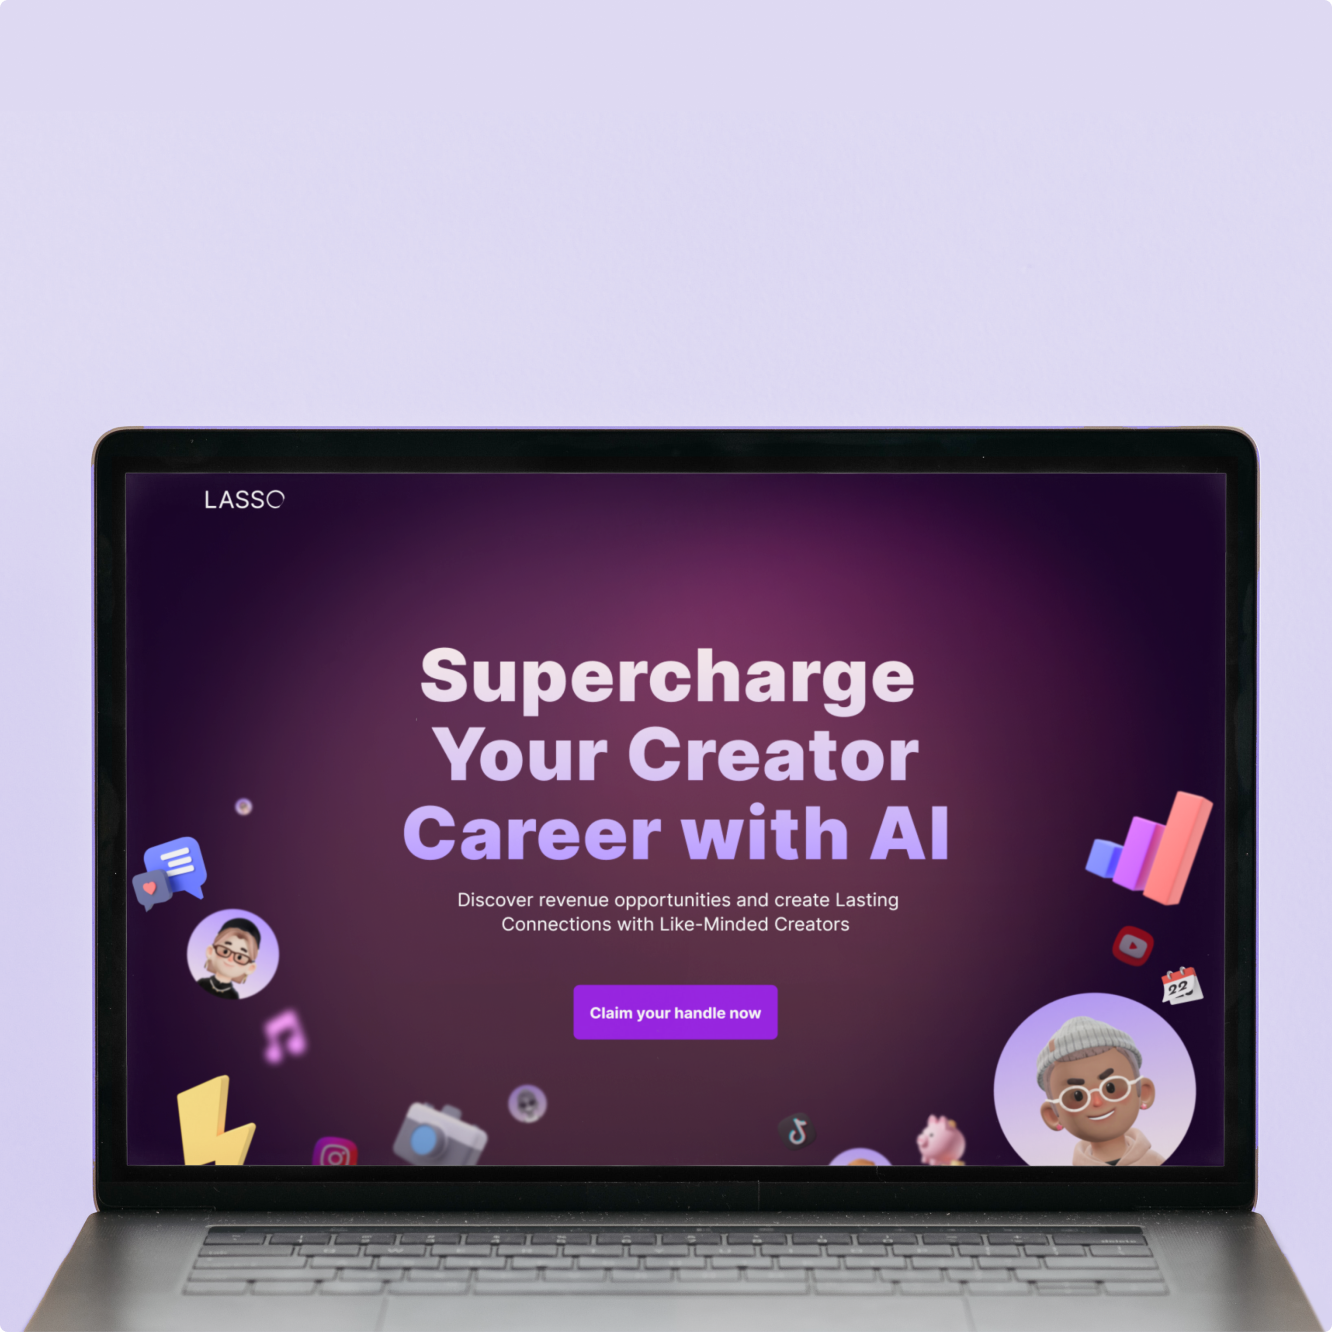 LASSO
Supercharge
Your Creator
Career with AI
Discover revenue opportunities and create Lasting
Connections with Like-Minded Creators
Claim your handle now
22